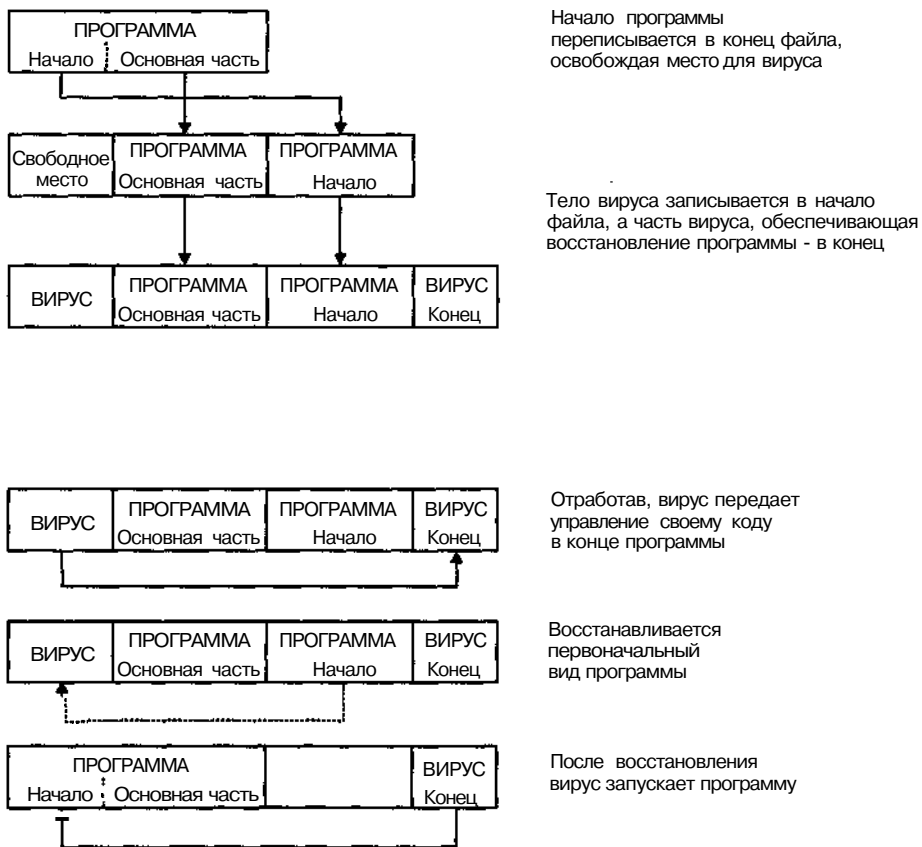 ПРОГРАММА
Начало Основная часть
Начало программы
переписывается в конец файла,
освобождая место для вируса
Свободное
место
ПРОГРАММА
Основная часть
ПРОГРАММА
Начало
Тело вируса записывается в начало
файла, а часть вируса, обеспечивающая
восстановление программы - в конец
ВИРУС
ПРОГРАММА
Основная часть
ПРОГРАММА
Начало
ВИРУС
Конец
ВИРУС
ПРОГРАММА
Основная часть
ПРОГРАММА
Начало
ВИРУС
Конец
Отработав, вирус передает
управление своему коду
в конце программы
ВИРУС
ПРОГРАММА
Основная часть
ПРОГРАММА
Начало
ВИРУС
Конец
Восстанавливается
первоначальный
вид программы
ПРОГРАММА
Начало Основная часть
ВИРУС
Конец
После восстановления
вирус запускает программу